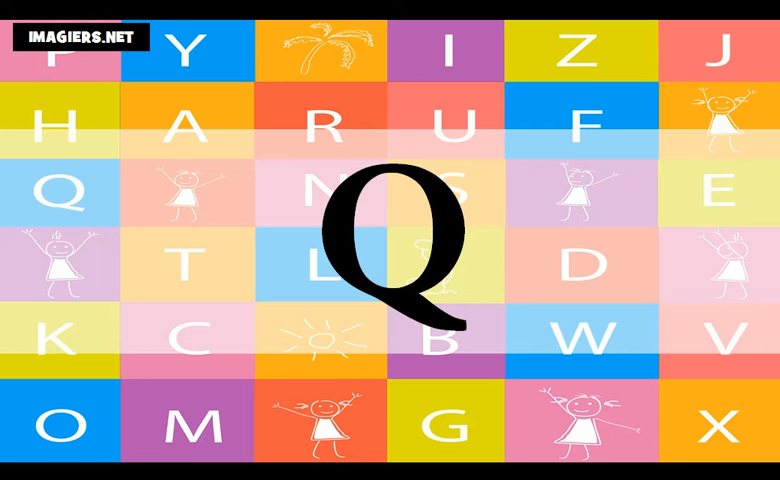 IMAGIERS.NET
P Y I Z J
H A R U F
Q N S E
T L D
K C B W V
O M G X
Q